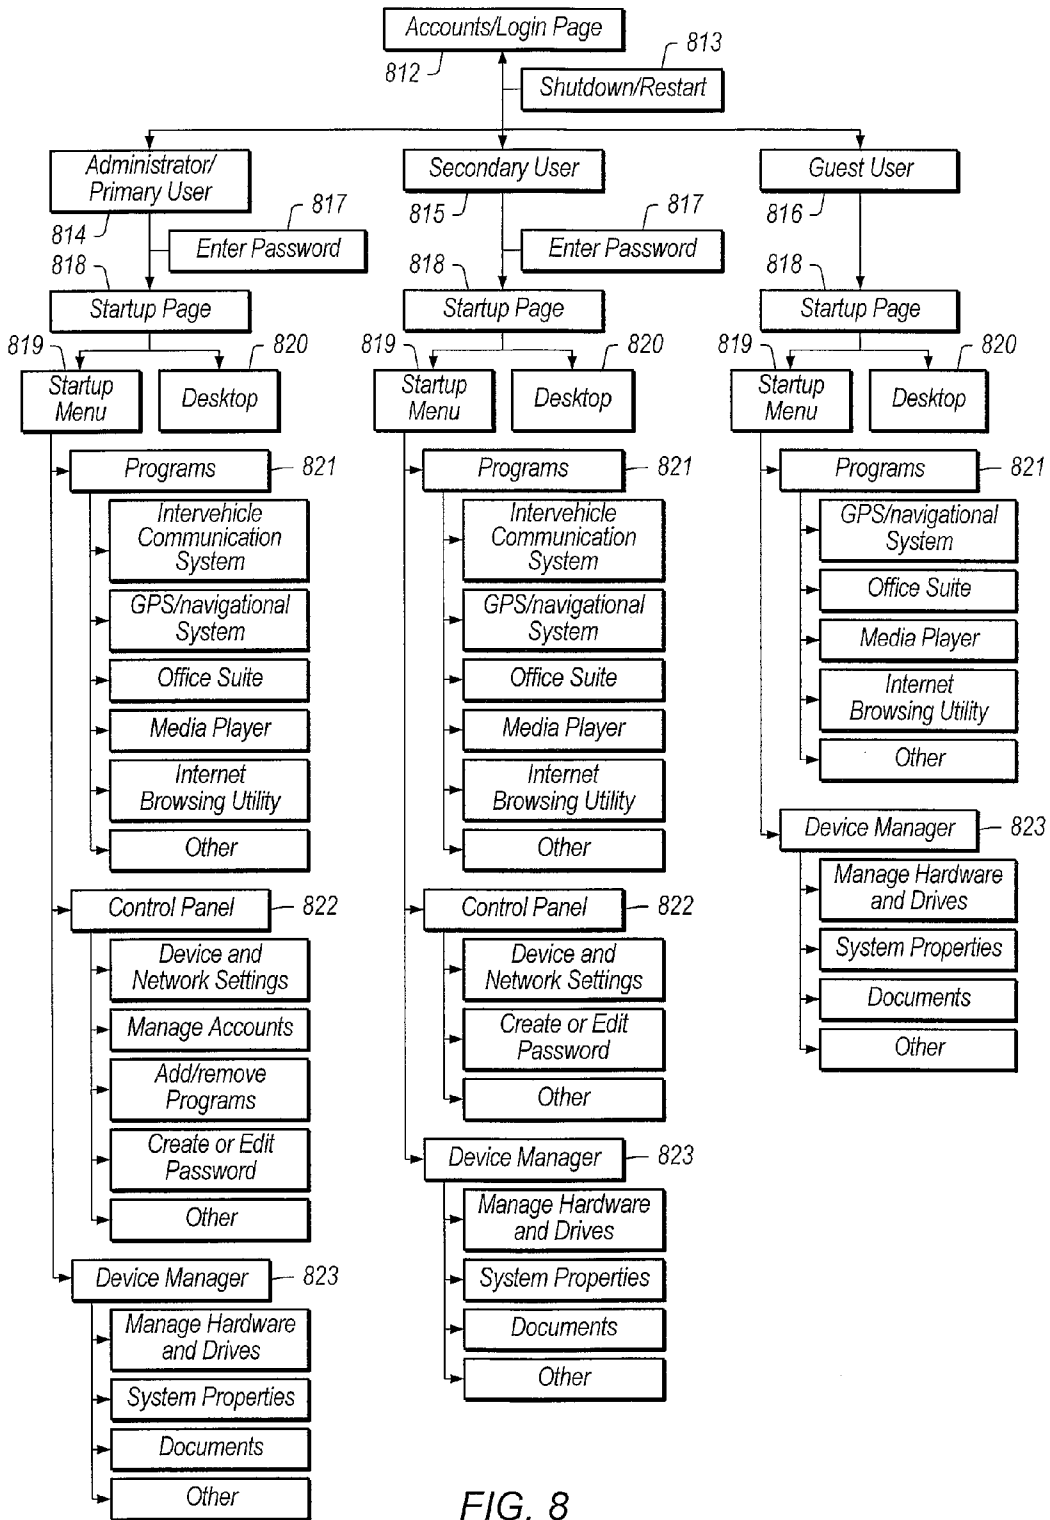 Accounts/Login Page
812
813
Shutdown/Restart
Administrator/
Primary User
814
817
Enter Password
818
Startup Page
819
Startup
Menu
820
Desktop
Programs
821
Intervehicle
Communication
System
GPS/navigational
System
Office Suite
Media Player
Internet
Browsing Utility
Other
Control Panel
822
Device and
Network Settings
Manage Accounts
Add/remove
Programs
Create or Edit
Password
Other
Device Manager
823
Manage Hardware
and Drives
System Properties
Documents
Other
Secondary User
815
817
Enter Password
818
Startup Page
819
Startup
Menu
820
Desktop
Programs
821
Intervehicle
Communication
System
GPS/navigational
System
Office Suite
Media Player
Internet
Browsing Utility
Other
Control Panel
822
Device and
Network Settings
Create or Edit
Password
Other
Device Manager
823
Manage Hardware
and Drives
System Properties
Documents
Other
Guest User
816
818
Startup Page
819
Startup
Menu
820
Desktop
Programs
821
GPS/navigational
System
Office Suite
Media Player
Internet
Browsing Utility
Other
Device Manager
823
Manage Hardware
and Drives
System Properties
Documents
Other
FIG. 8